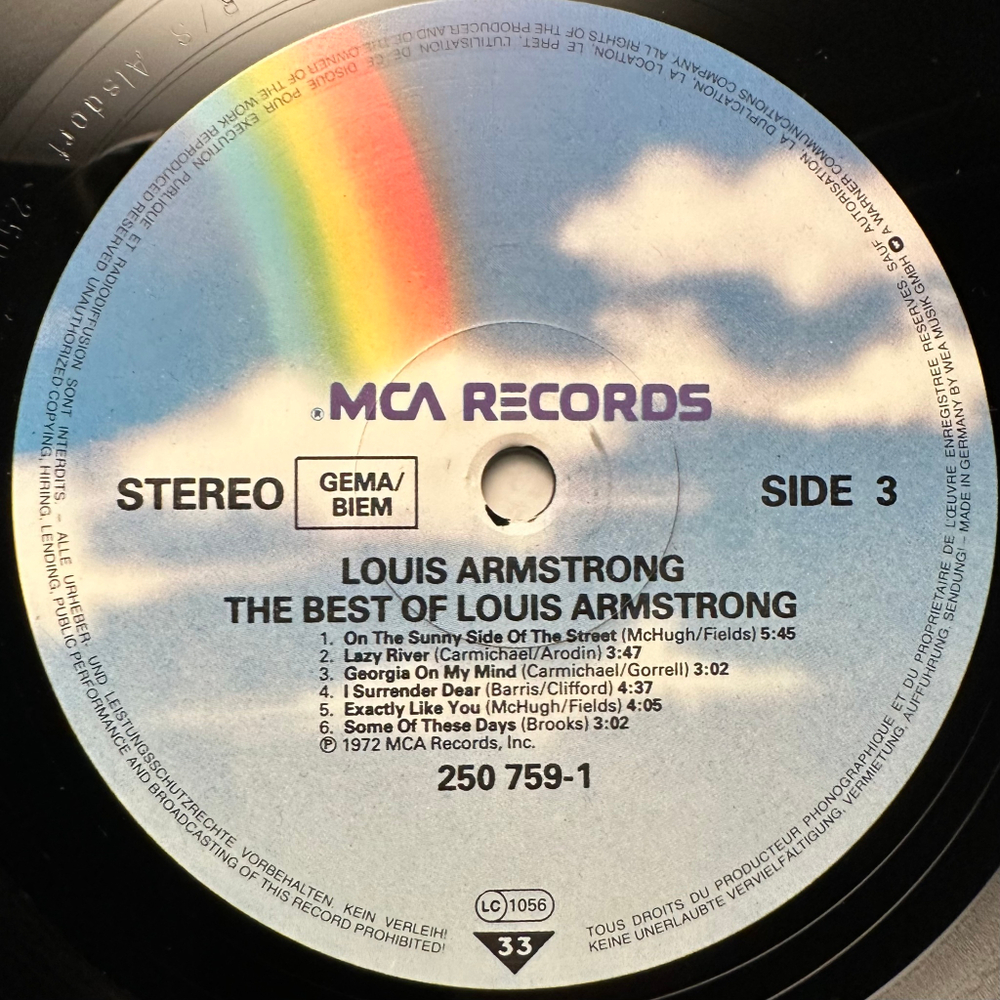 ® MCA RECORDS
STEREO
GEMA/
BIEM
SIDE 3
LOUIS ARMSTRONG
THE BEST OF LOUIS ARMSTRONG
1. On The Sunny Side Of The Street (McHugh/Fields) 5:45
2. Lazy River (Carmichael/Arodin) 3:47
3. Georgia On My Mind (Carmichael/Gorrell) 3:02
4. I Surrender Dear (Barris/Clifford) 4:37
5. Exactly Like You (McHugh/Fields) 4:05
6. Some Of These Days (Brooks) 3:02
℗ 1972 MCA Records, Inc.
250 759-1
LC 1056
33
TOUS DROITS DU PRODUCTEUR PHONOGRAPHIQUE ET DU PROPRIETAIRE DE L'ŒUVRE ENREGISTREE RESERVES. SAUF AUTORISATION, LA DUPLICATION, LA LOCATION, LE PRET, L'UTILISATION DE CE DISQUE POUR EXECUTION PUBLIQUE ET RADIODIFFUSION SONT INTERDITS. – ALLE URHEBER- UND LEISTUNGSSCHUTZRECHTE VORBEHALTEN. KEIN VERLEIH!
KEINE UNERLAUBTE VERVIELFÄLTIGUNG, VERMIETUNG, AUFFÜHRUNG, SENDUNG! – MADE IN GERMANY BY WEA MUSIK GMBH A WARNER COMMUNICATIONS COMPANY. ALL RIGHTS OF THE PRODUCER AND OF THE OWNER OF THE WORK REPRODUCED RESERVED. UNAUTHORIZED COPYING, HIRING, LENDING, PUBLIC PERFORMANCE AND BROADCASTING OF THIS RECORD PROHIBITED!
Alsdorf